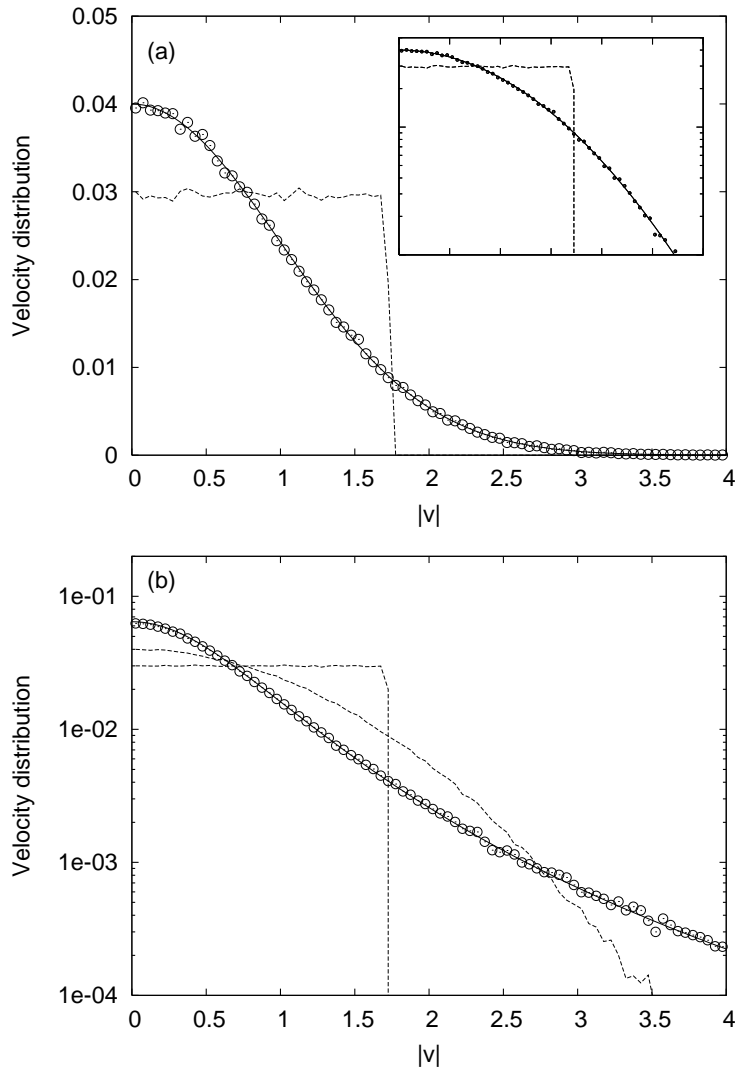 (a)
Velocity distribution
0.05
0.04
0.03
0.02
0.01
0
0 0.5 1 1.5 2 2.5 3 3.5 4
|v|
(b)
Velocity distribution
1e-01
1e-02
1e-03
1e-04
0 0.5 1 1.5 2 2.5 3 3.5 4
|v|